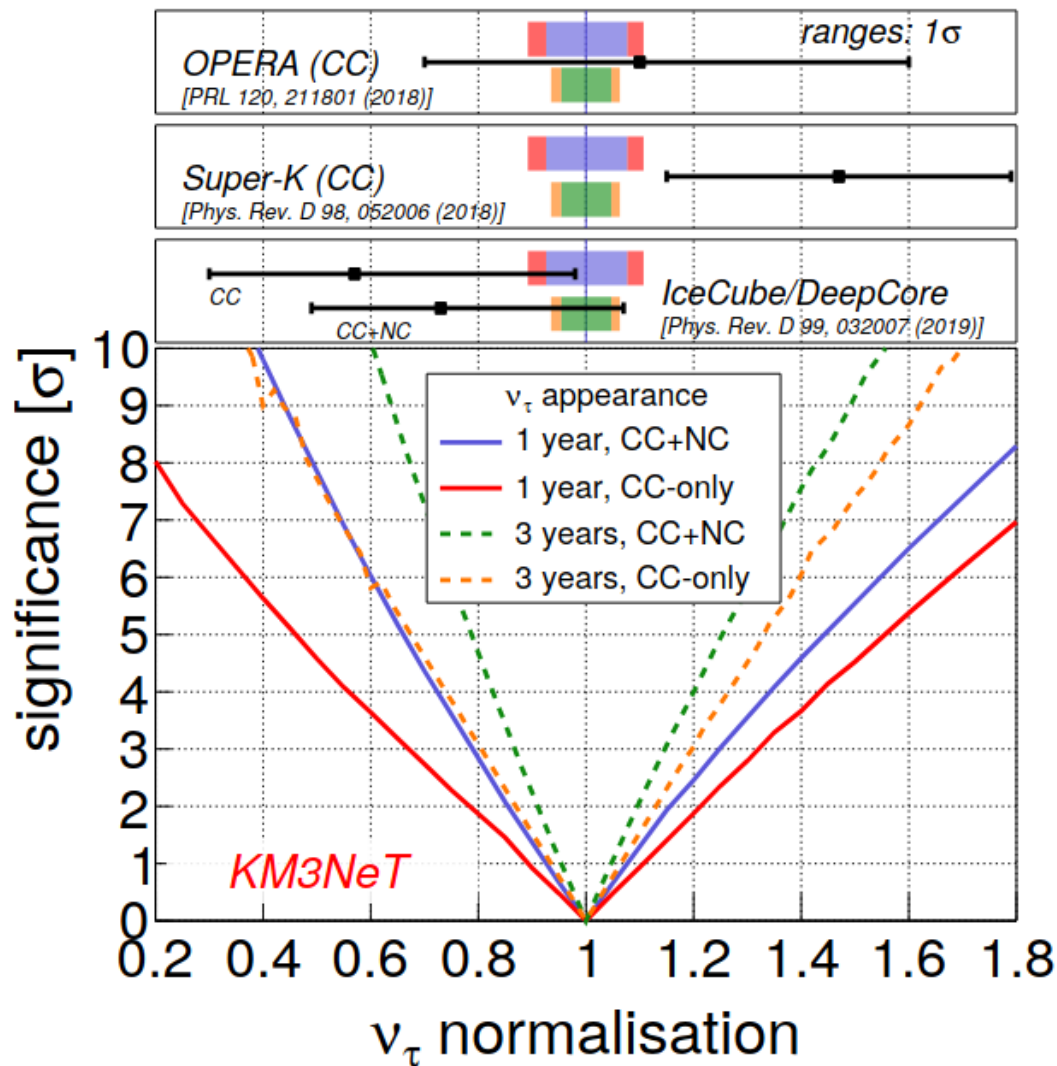 ranges: 1σ
OPERA (CC)
[PRL 120, 211801 (2018)]
Super-K (CC)
[Phys. Rev. D 98, 052006 (2018)]
CC
CC+NC
IceCube/DeepCore
[Phys. Rev. D 99, 032007 (2019)]
10
9
8
7
6
5
4
3
2
1
0
significance [σ]
ντ appearance
1 year, CC+NC
1 year, CC-only
3 years, CC+NC
3 years, CC-only
KM3NeT
0.2 0.4 0.6 0.8 1 1.2 1.4 1.6 1.8
ντ normalisation